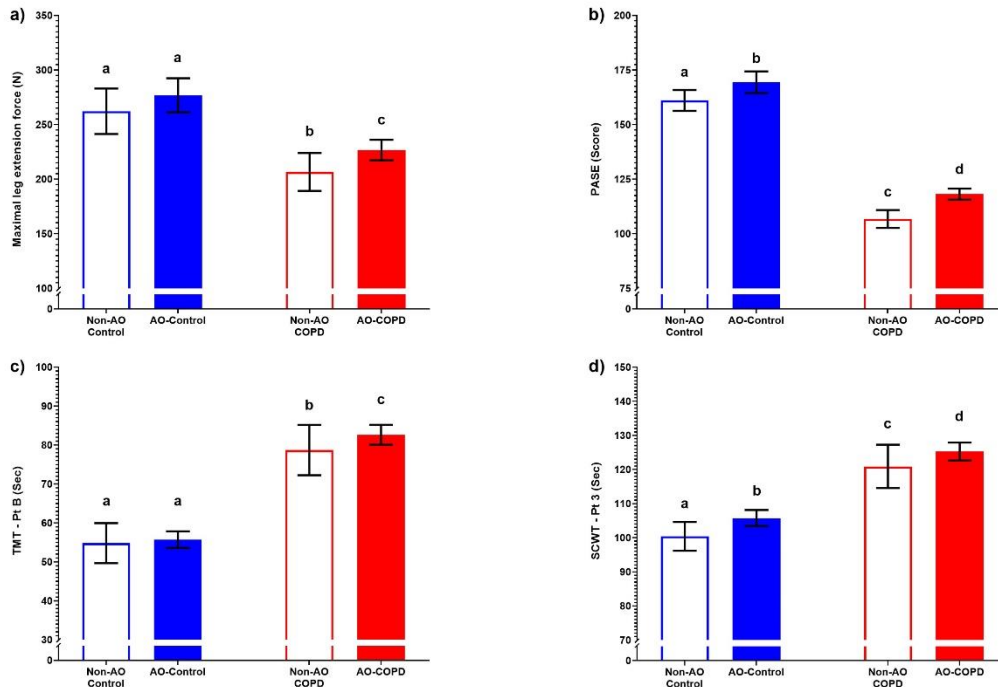 a)
Maximal leg extension force (N)
350
300
250
200
150
100
0
a
a
b
c
Non-AO
Control
AO-Control
Non-AO
COPD
AO-COPD
b)
PASE (Score)
200
175
150
125
100
75
0
a
b
c
d
Non-AO
Control
AO-Control
Non-AO
COPD
AO-COPD
c)
TMT - Pt B (Sec)
100
90
80
70
60
50
40
30
0
a
a
b
c
Non-AO
Control
AO-Control
Non-AO
COPD
AO-COPD
d)
SCWT - Pt 3 (Sec)
150
140
130
120
110
100
90
80
70
0
a
b
c
d
Non-AO
Control
AO-Control
Non-AO
COPD
AO-COPD